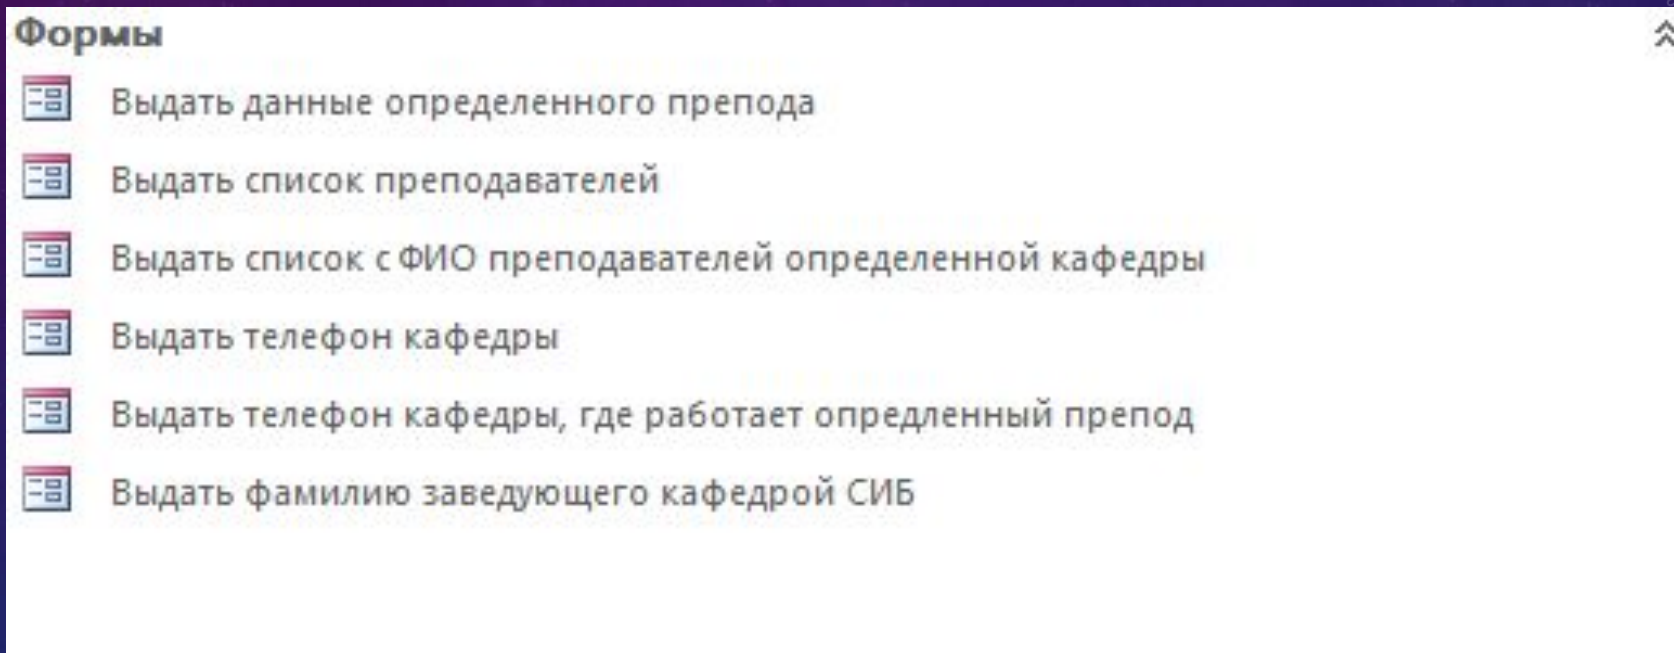 Формы
Выдать данные определенного препода
Выдать список преподавателей
Выдать список с ФИО преподавателей определенной кафедры
Выдать телефон кафедры
Выдать телефон кафедры, где работает опредленный препод
Выдать фамилию заведующего кафедрой СИБ